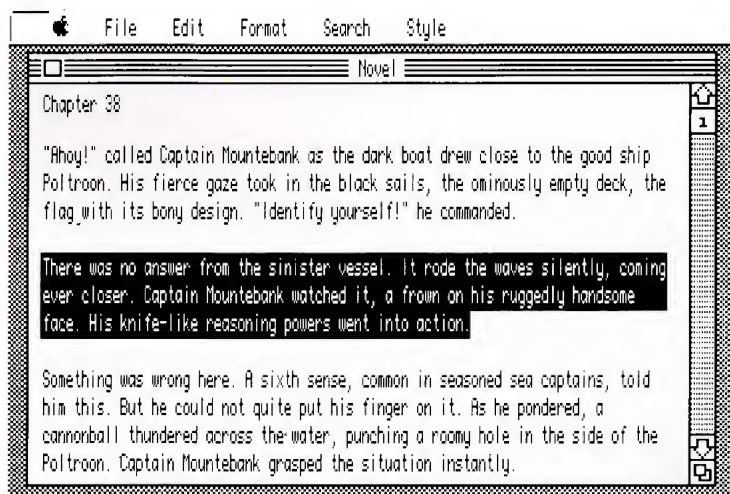 File Edit Format Search Style
Novel
Chapter 38
1
"Ahoy!" called Captain Mountebank as the dark boat drew close to the good ship
Poltroon. His fierce gaze took in the black sails, the ominously empty deck, the
flag with its bony design. "Identify yourself!" he commanded.
There was no answer from the sinister vessel. It rode the waves silently, coming
ever closer. Captain Mountebank watched it, a frown on his ruggedly handsome
face. His knife-like reasoning powers went into action.
Something was wrong here. A sixth sense, common in seasoned sea captains, told
him this. But he could not quite put his finger on it. As he pondered, a
cannonball thundered across the water, punching a roomy hole in the side of the
Poltroon. Captain Mountebank grasped the situation instantly.